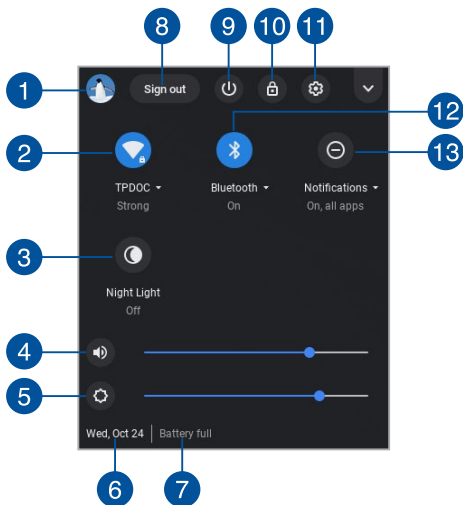 8 9 10 11
1 Sign out
12
2 13
TPDOC Bluetooth Notifications
Strong On On, all apps
3
Night Light
Off
4
5
Wed, Oct 24 Battery full
6 7